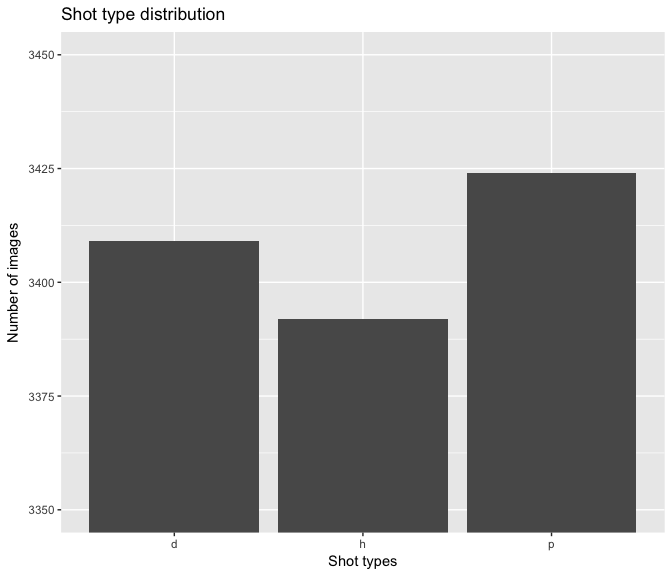 Shot type distribution
Number of images
3450
3425
3400
3375
3350
d h p
Shot types